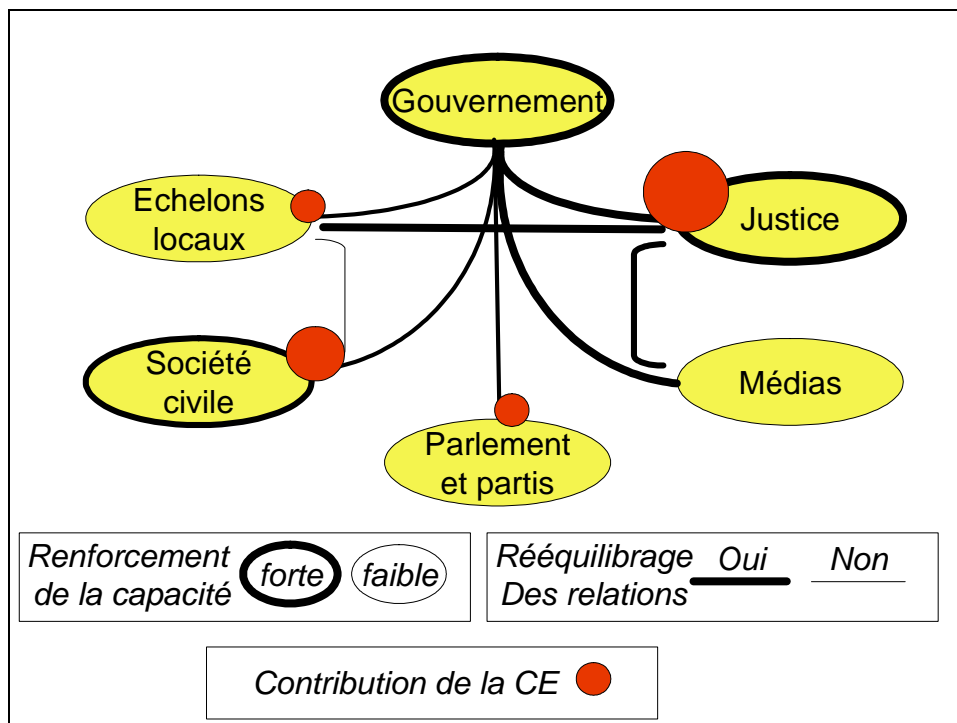 Gouvernement
Echelons
locaux
Justice
Société
civile
Médias
Parlement
et partis
Renforcement
de la capacité
forte
faible
Rééquilibrage
Des relations
Oui
Non
Contribution de la CE